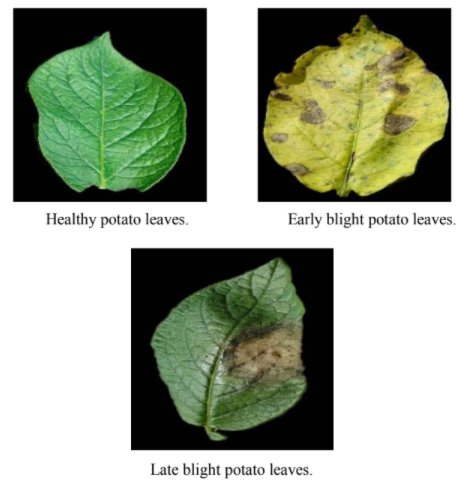 Healthy potato leaves.
Early blight potato leaves.
Late blight potato leaves.